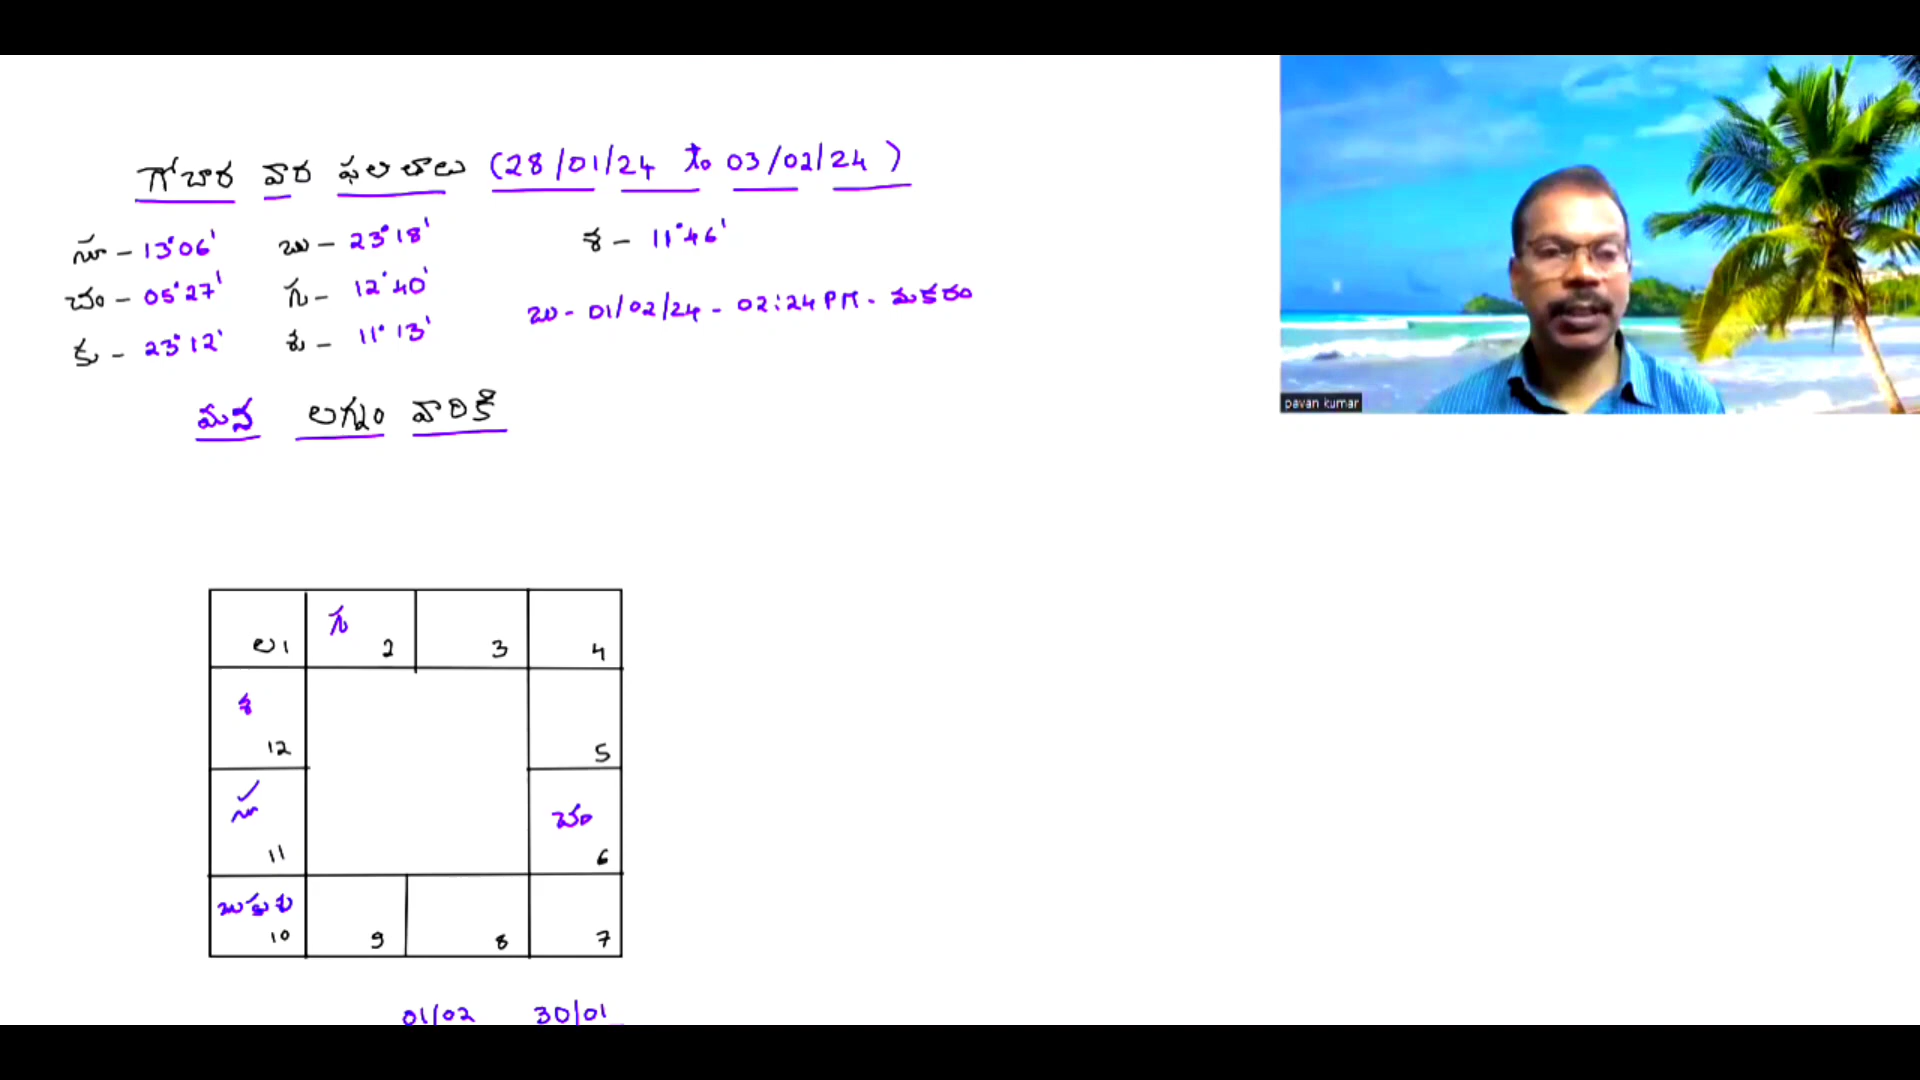 గోచార వార ఫలితాలు (28/01/24 to 03/02/24)
సూ - 13°06' బు - 23°18' శ - 11°46'
చం - 05°27' గు - 12°40' బు - 01/02/24 - 02:24 PM - మకరం
కు - 23°12' శు - 11°13'
మీన లగ్నం వారికి
pavan kumar
ల1 గు 2 3 4
శ 12 5
సూ 11 చం 6
బు కు శు 10 9 8 7
01/02 30/01